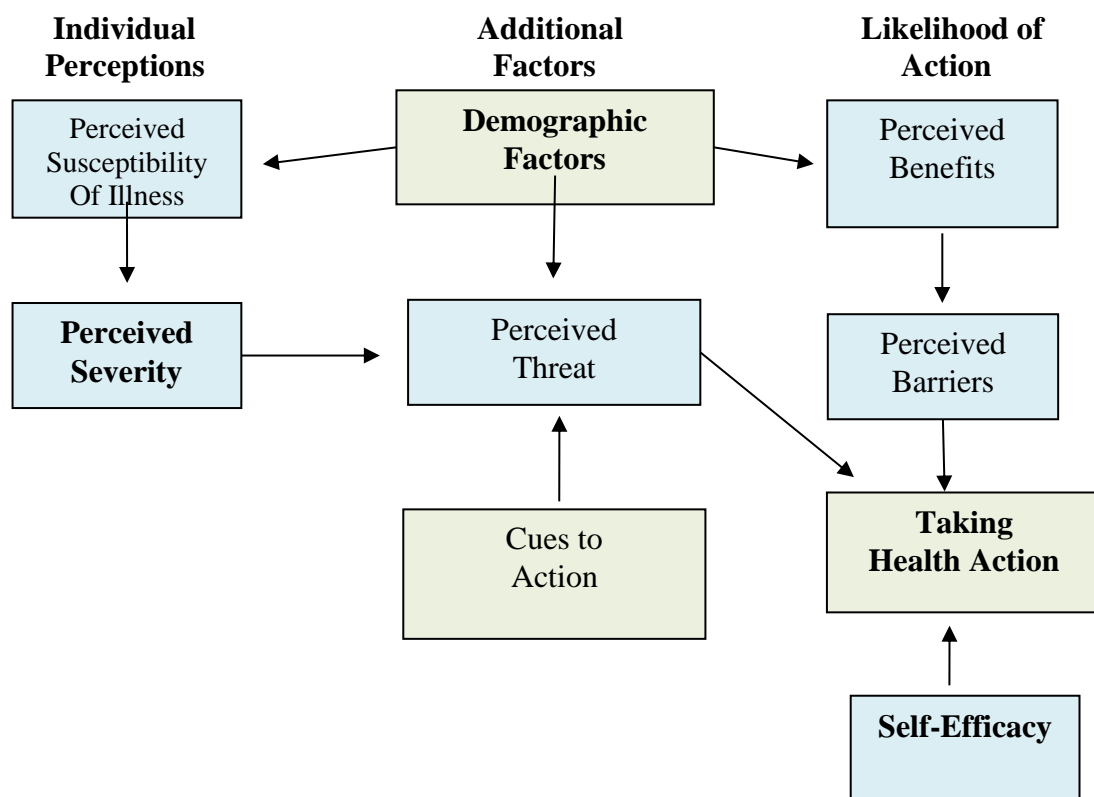 Individual
Perceptions
Additional
Factors
Likelihood of
Action
Perceived
Susceptibility
Of Illness
Demographic
Factors
Perceived
Benefits
Perceived
Severity
Perceived
Threat
Perceived
Barriers
Cues to
Action
Taking
Health Action
Self-Efficacy